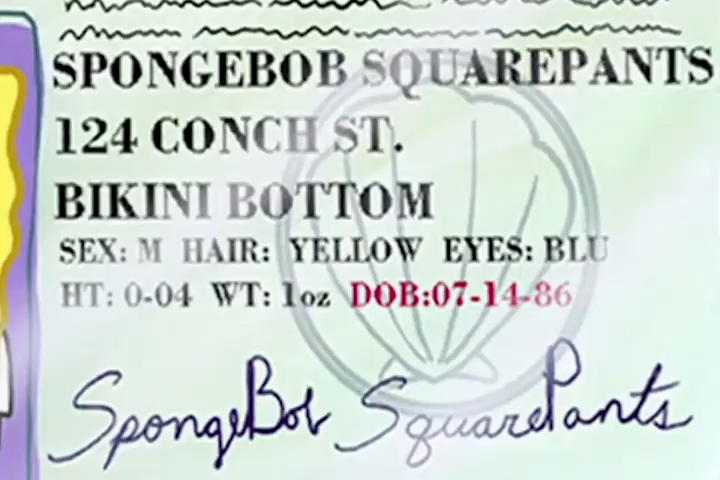 SPONGEBOB SQUAREPANTS
124 CONCH ST.
BIKINI BOTTOM
SEX: M HAIR: YELLOW EYES: BLU
HT: 0-04 WT: 1oz DOB:07-14-86
SpongeBob SquarePants